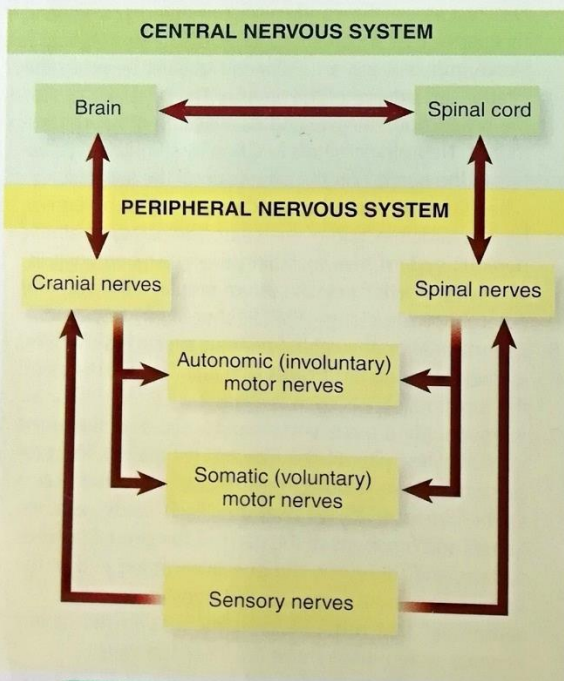 CENTRAL NERVOUS SYSTEM
Brain
Spinal cord
PERIPHERAL NERVOUS SYSTEM
Cranial nerves
Spinal nerves
Autonomic (involuntary)
motor nerves
Somatic (voluntary)
motor nerves
Sensory nerves